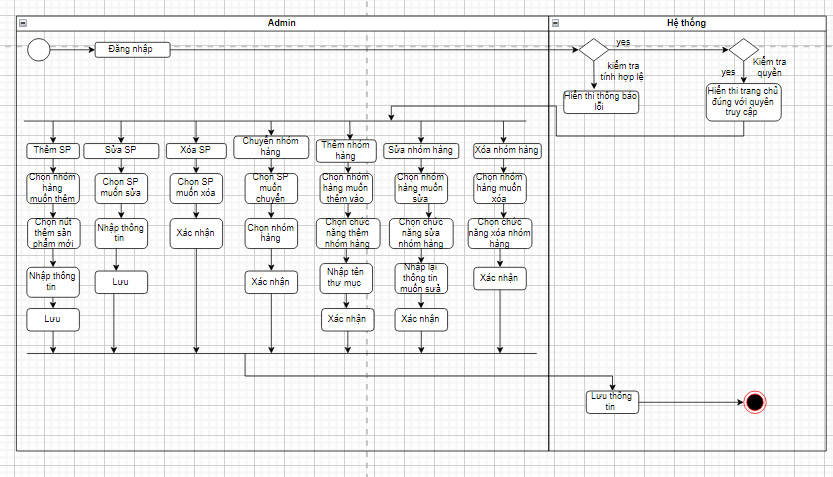 Admin
Hệ thống
Đăng nhập
yes
kiểm tra
tính hợp lệ
Kiểm tra
quyền
yes
Hiển thi thông báo
lỗi
Hiển thi trang chủ
đúng với quyền
truy cập
Thêm SP
Sửa SP
Xóa SP
Chuyển nhóm
hàng
Thêm nhóm
hàng
Sửa nhóm hàng
Xóa nhóm hàng
Chọn nhóm
hàng
muốn thêm
Chọn SP
muốn sửa
Chọn SP
muốn xóa
Chọn SP
muốn
chuyển
Chọn nhóm
hàng muốn
thêm vào
Chọn nhóm
hàng muốn
sửa
Chọn nhóm
hàng muốn
xóa
Chọn nút
thêm sản
phẩm mới
Nhập thông
tin
Xác nhận
Chọn nhóm
hàng
Chọn chức
năng thêm
nhóm hàng
Chọn chức
năng sửa
nhóm hàng
Chọn chức
năng xóa nhóm
hàng
Nhập thông
tin
Lưu
Xác nhận
Nhập tên
thư mục
Nhập lại
thông tin
muốn sưả
Xác nhận
Lưu
Xác nhận
Xác nhận
Lưu thông
tin